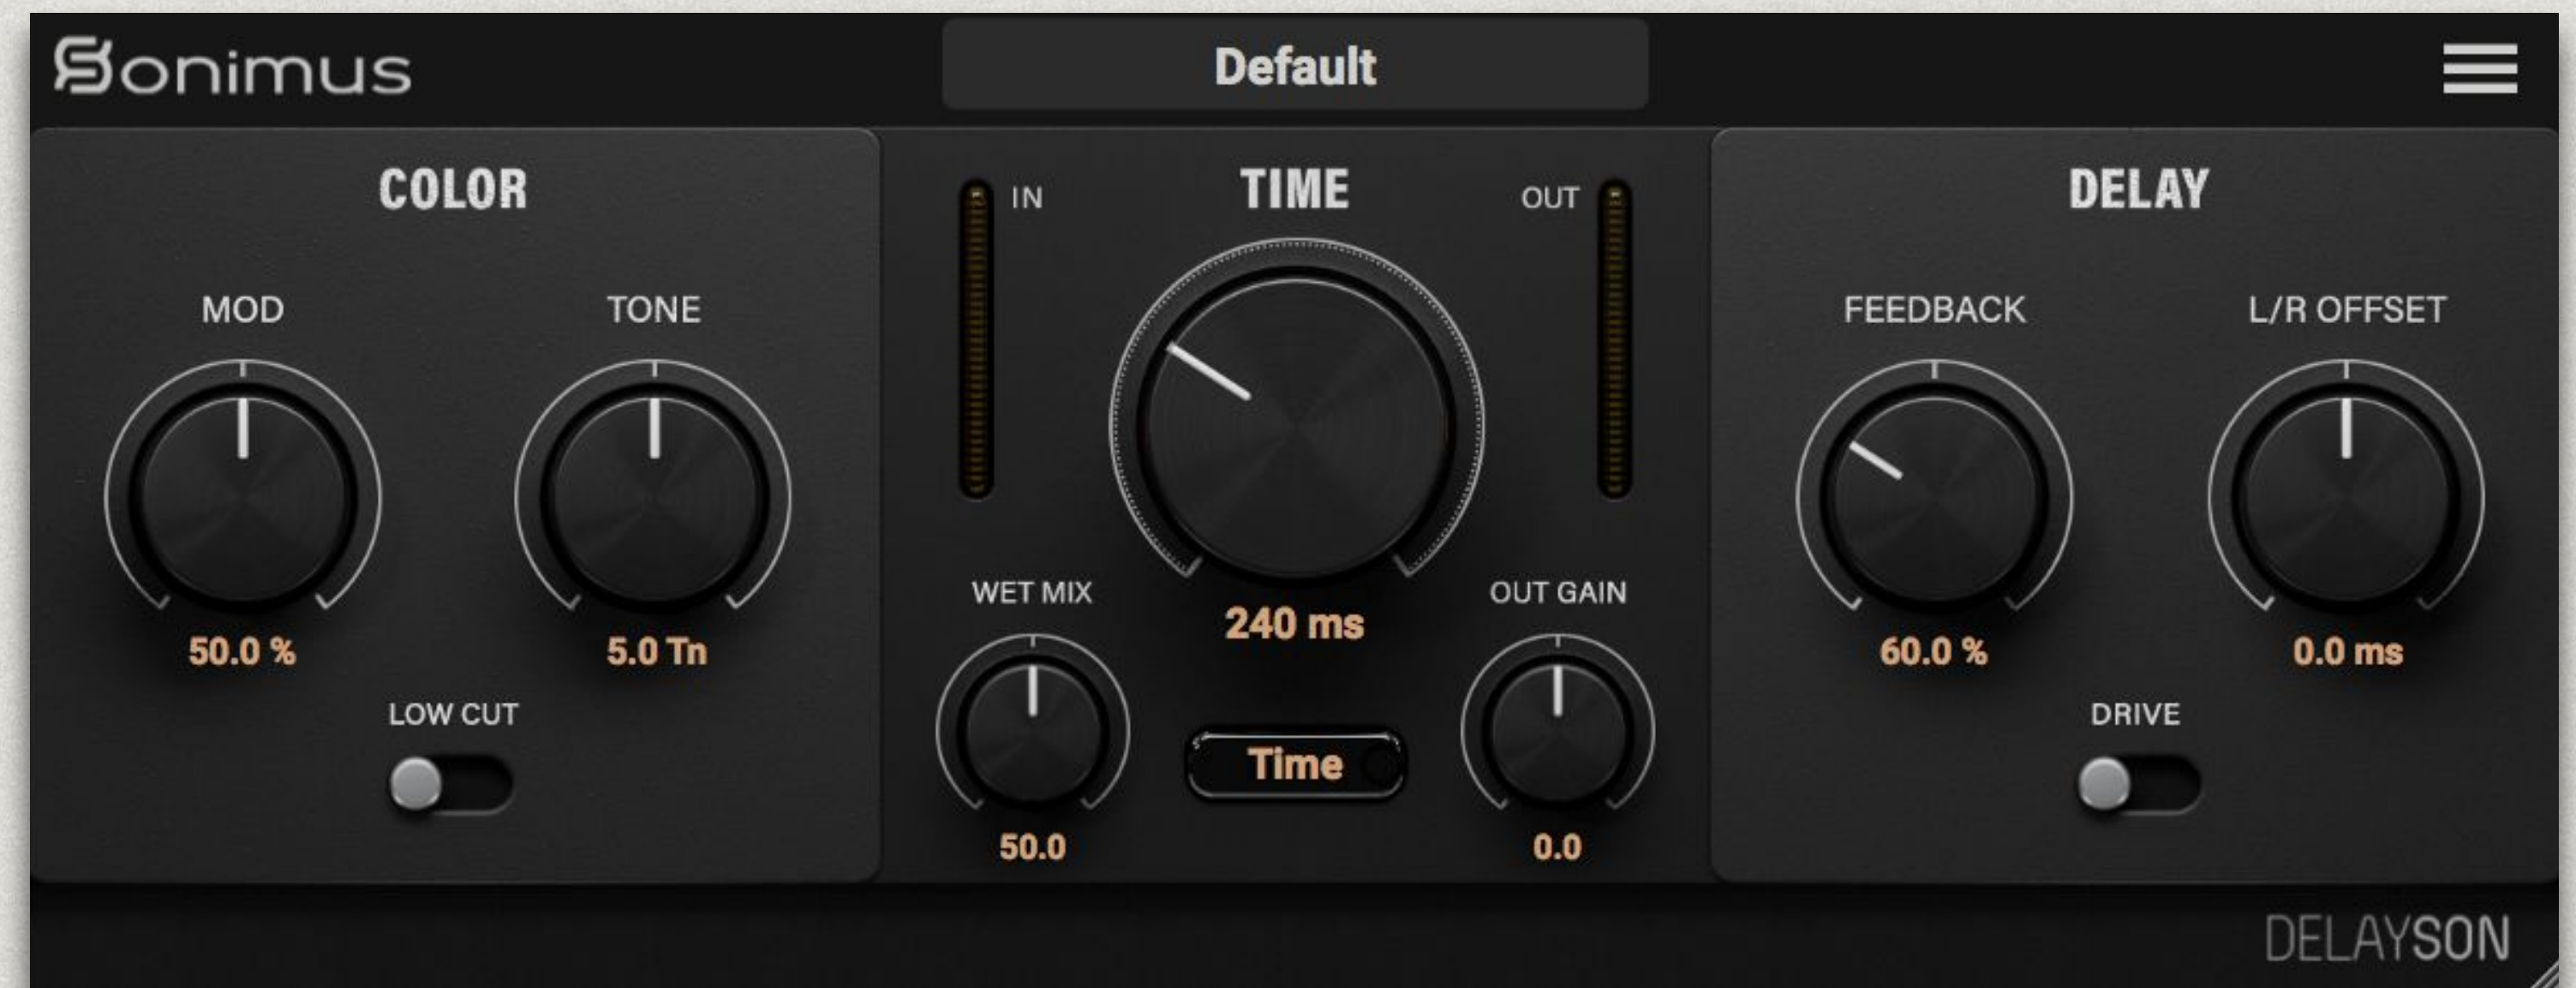 Sonimus
Default
COLOR
MOD
TONE
50.0 %
5.0 Tn
LOW CUT
IN
TIME
OUT
240 ms
WET MIX
OUT GAIN
50.0
Time
0.0
DELAY
FEEDBACK
L/R OFFSET
60.0 %
0.0 ms
DRIVE
DELAYSON